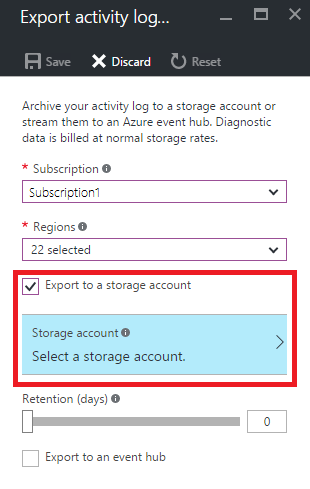 Export activity log...
Save Discard Reset
Archive your activity log to a storage account or
stream them to an Azure event hub. Diagnostic
data is billed at normal storage rates.
* Subscription
Subscription1
* Regions
22 selected
Export to a storage account
Storage account
Select a storage account.
Retention (days)
0
Export to an event hub